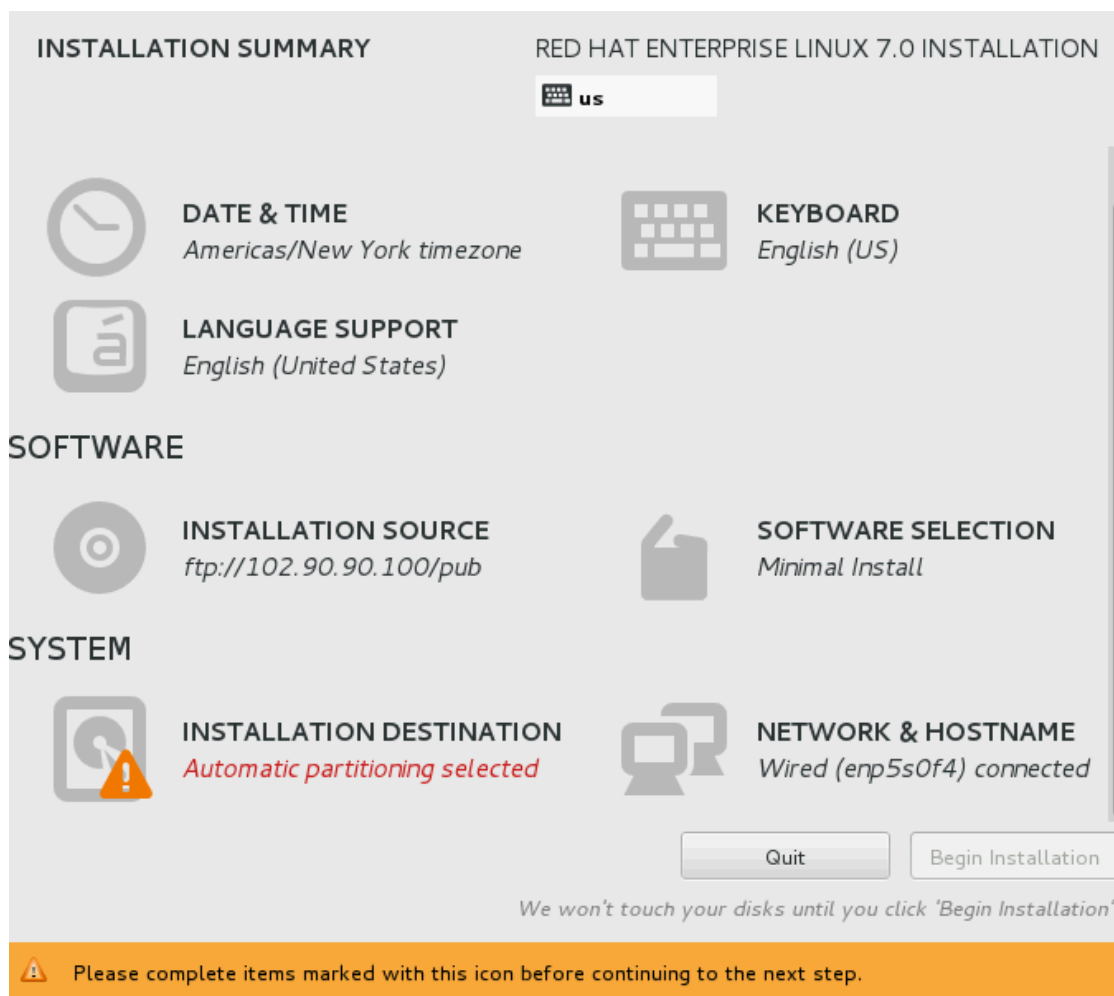 INSTALLATION SUMMARY
RED HAT ENTERPRISE LINUX 7.0 INSTALLATION
us
DATE & TIME
Americas/New York timezone
KEYBOARD
English (US)
LANGUAGE SUPPORT
English (United States)
SOFTWARE
INSTALLATION SOURCE
ftp://102.90.90.100/pub
SOFTWARE SELECTION
Minimal Install
SYSTEM
INSTALLATION DESTINATION
Automatic partitioning selected
NETWORK & HOSTNAME
Wired (enp5s0f4) connected
Quit
Begin Installation
We won't touch your disks until you click 'Begin Installation'
Please complete items marked with this icon before continuing to the next step.